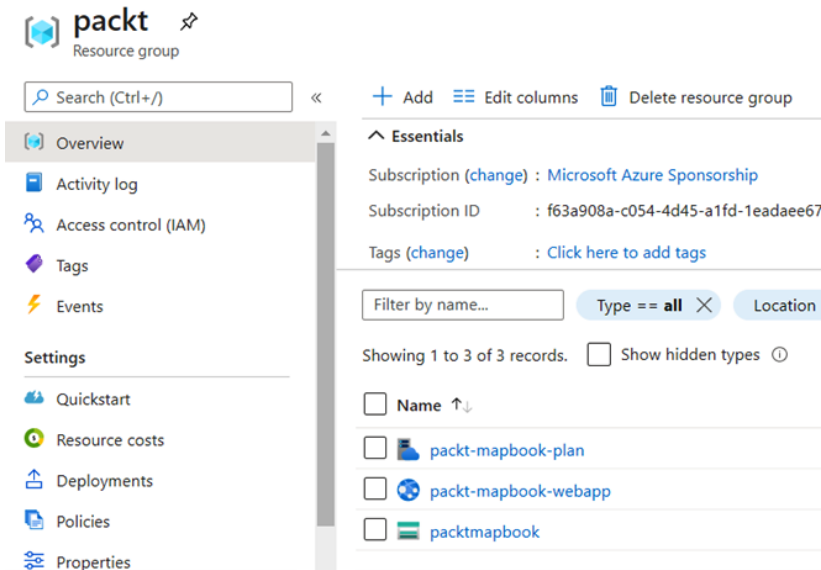 packt
Resource group
Search (Ctrl+/)
«
Overview
Activity log
Access control (IAM)
Tags
Events
Settings
Quickstart
Resource costs
Deployments
Policies
Properties
+ Add Edit columns Delete resource group
Essentials
Subscription (change) : Microsoft Azure Sponsorship
Subscription ID : f63a908a-c054-4d45-a1fd-1eadaee67
Tags (change) : Click here to add tags
Filter by name... Type == all Location
Showing 1 to 3 of 3 records. Show hidden types
Name ↑↓
packt-mapbook-plan
packt-mapbook-webapp
packtmapbook